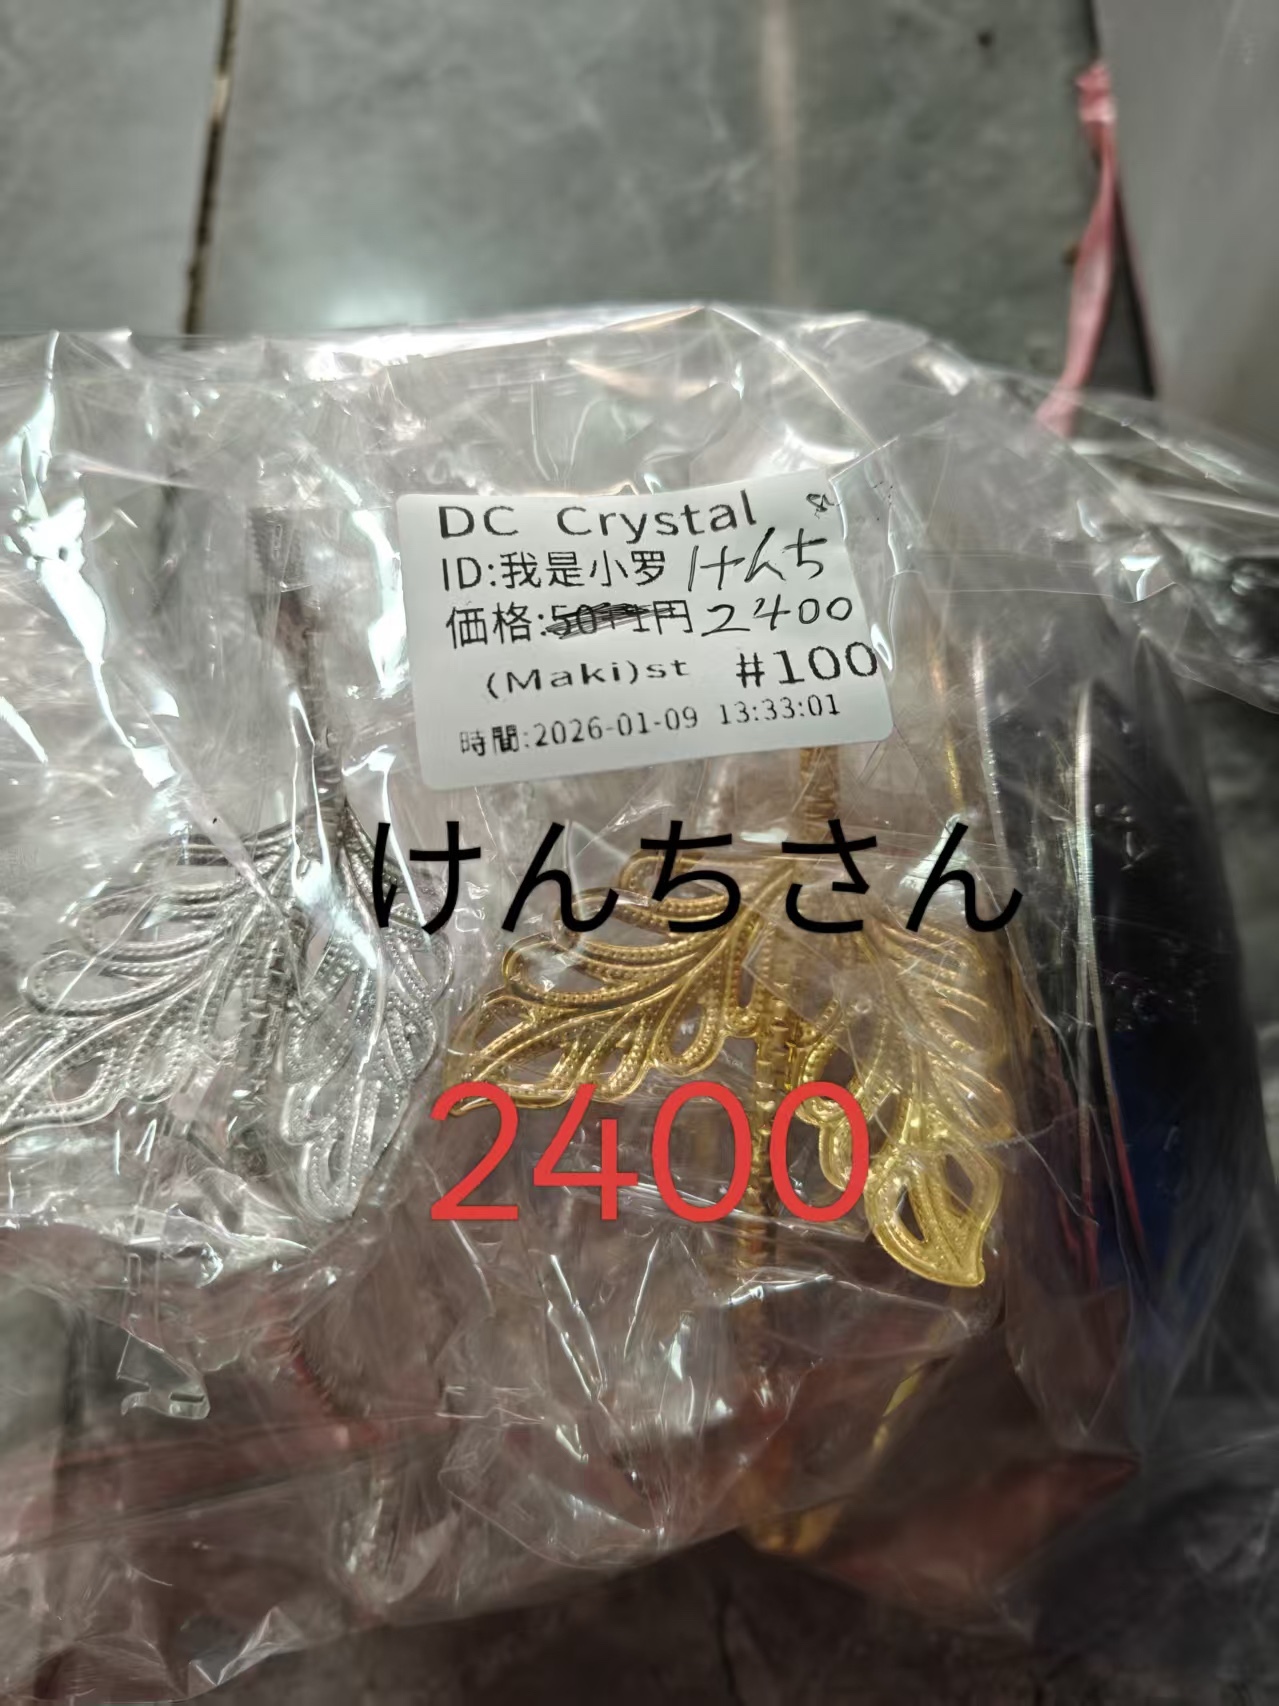 DC Crystal
ID:我是小罗 けんち
価格:円 2400
(Maki)st #100
時間:2026-01-09 13:33:01
けんちさん
2400